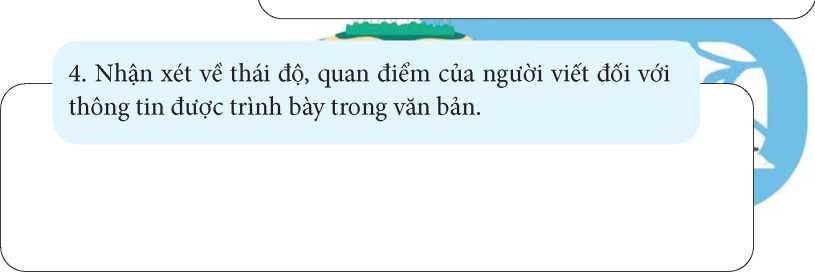 4. Nhận xét về thái độ, quan điểm của người viết đối với
thông tin được trình bày trong văn bản.